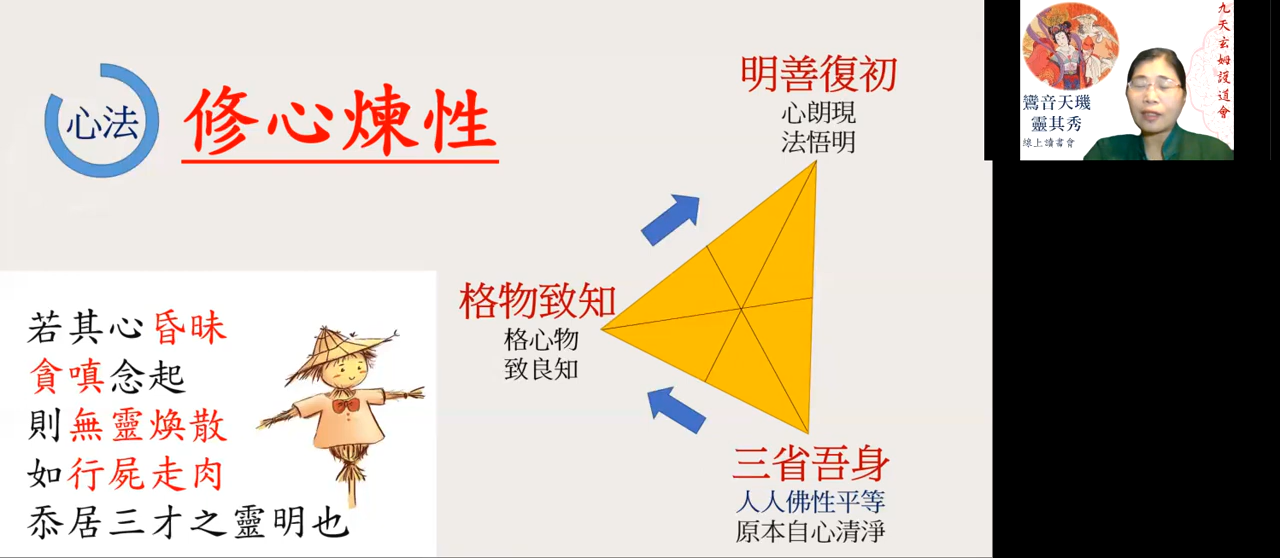 心法
修心煉性
明善復初
心朗現
法悟明
格物致知
格心物
致良知
三省吾身
人人佛性平等
原本自心清淨
若其心昏昧
貪嗔念起
則無靈煥散
如行屍走肉
忝居三才之靈明也
九天玄姆護道會
鸞音天璣
靈其秀
線上讀書會